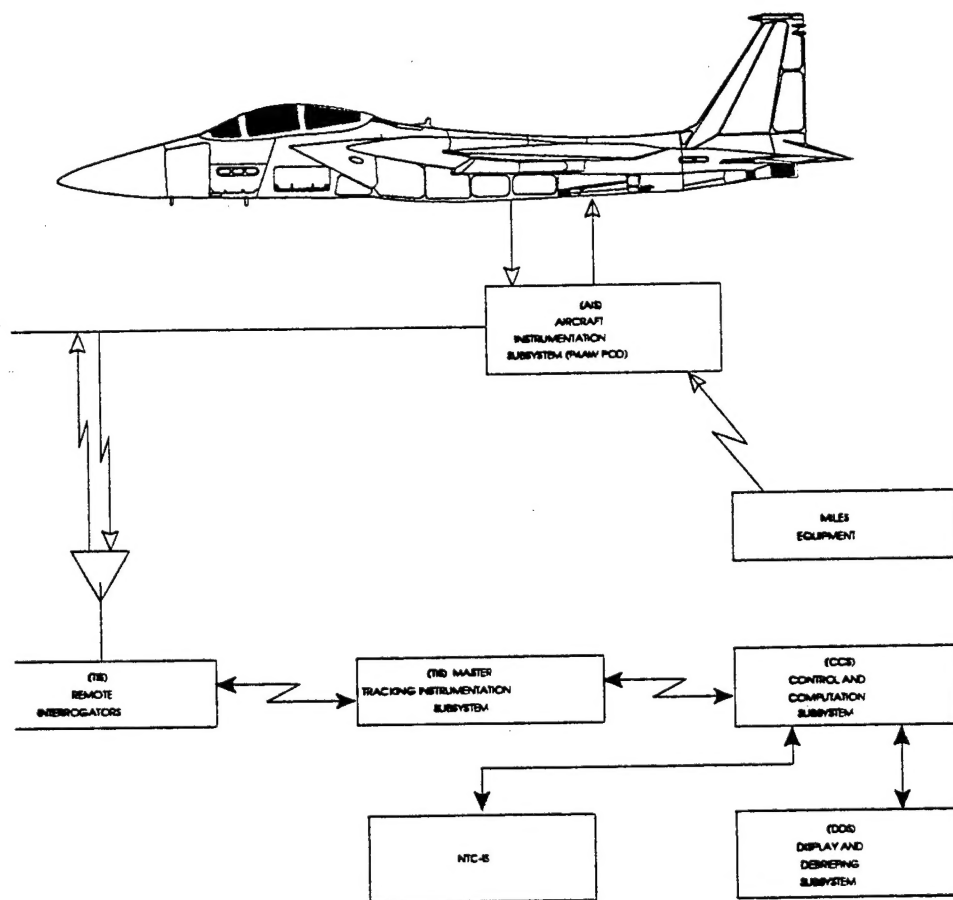 (AIS)
AIRCRAFT
INSTRUMENTATION
SUBSYSTEM (P4AW POD)
MILES
EQUIPMENT
(TIS)
REMOTE
INTERROGATORS
(TIS) MASTER
TRACKING INSTRUMENTATION
SUBSYSTEM
(CCS)
CONTROL AND
COMPUTATION
SUBSYSTEM
NTC-IS
(DDS)
DISPLAY AND
DEBRIEFING
SUBSYSTEM